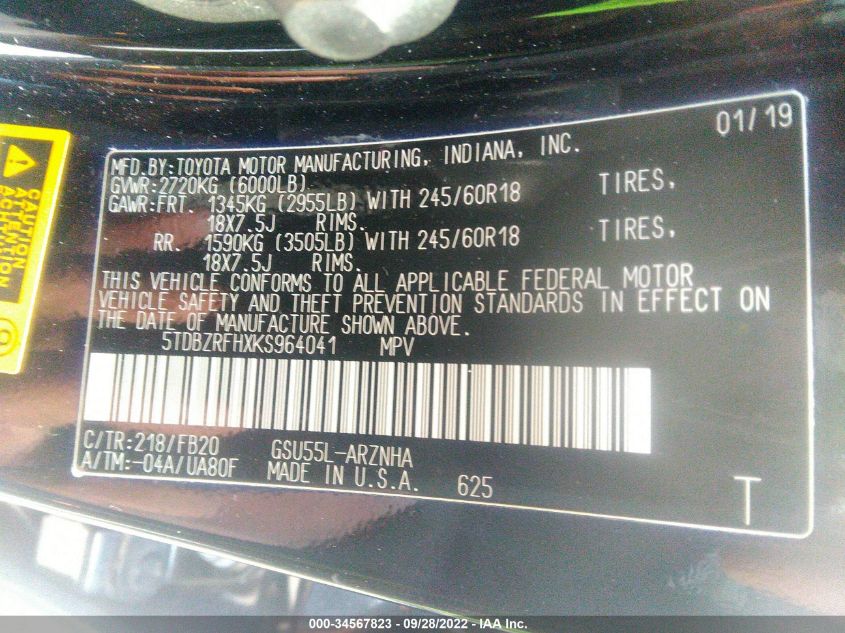 01/19
MFD.BY:TOYOTA MOTOR MANUFACTURING, INDIANA, INC.
GVWR:2720KG (6000LB)
GAWR:FRT. 1345KG (2955LB) WITH 245/60R18 TIRES,
18X7.5J RIMS.
RR. 1590KG (3505LB) WITH 245/60R18 TIRES,
18X7.5J RIMS.
THIS VEHICLE CONFORMS TO ALL APPLICABLE FEDERAL MOTOR
VEHICLE SAFETY AND THEFT PREVENTION STANDARDS IN EFFECT ON
THE DATE OF MANUFACTURE SHOWN ABOVE.
5TDBZRFHXKS964041 MPV
C/TR:218/FB20 GSU55L-ARZNHA
A/TM:-04A/UA80F MADE IN U.S.A. 625
T
CAUTION
ATTENTION
ACHTUNG
000-34567823 - 09/28/2022 - IAA Inc.